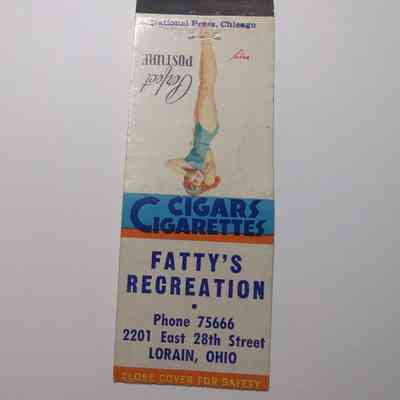 National Press, Chicago
Perfect
POSTURE
CIGARS
CIGARETTES
FATTY'S
RECREATION
•
Phone 75666
2201 East 28th Street
LORAIN, OHIO
CLOSE COVER FOR SAFETY